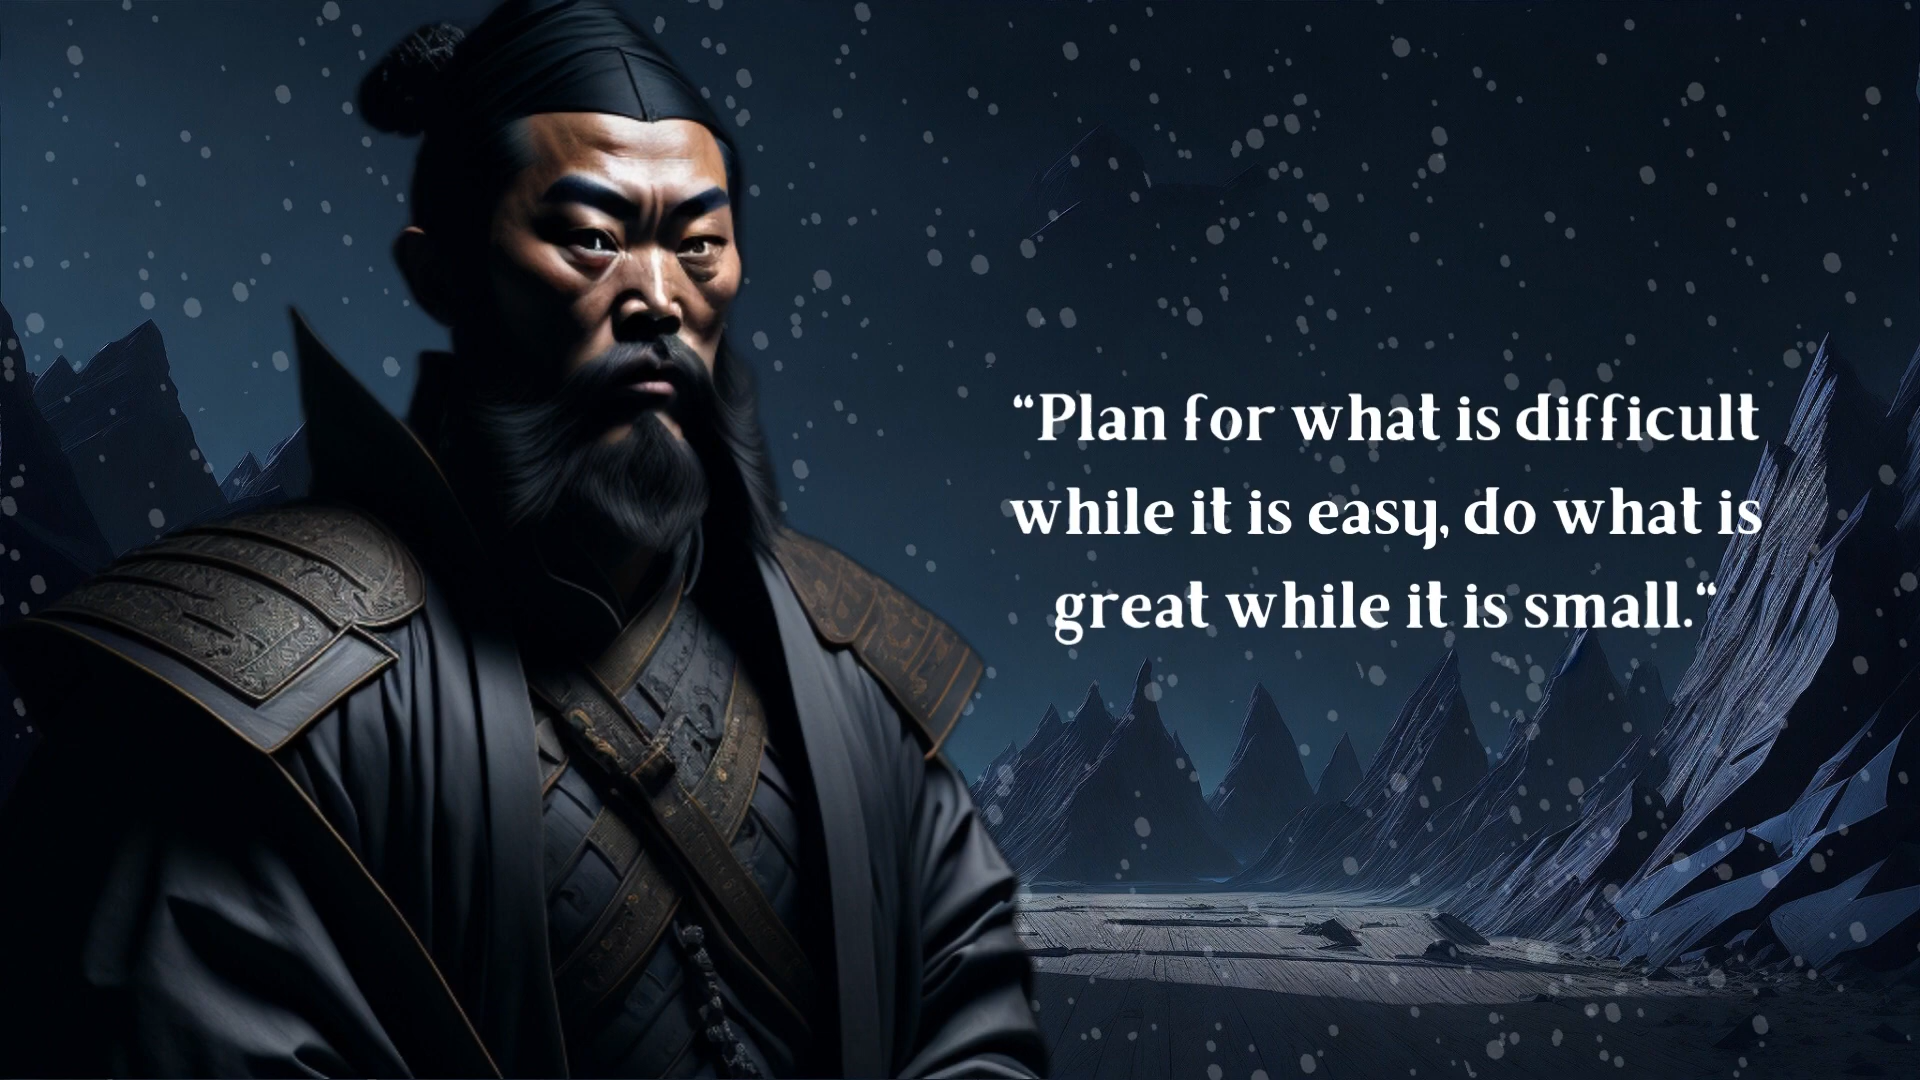 “Plan for what is difficult
while it is easy, do what is
great while it is small.“